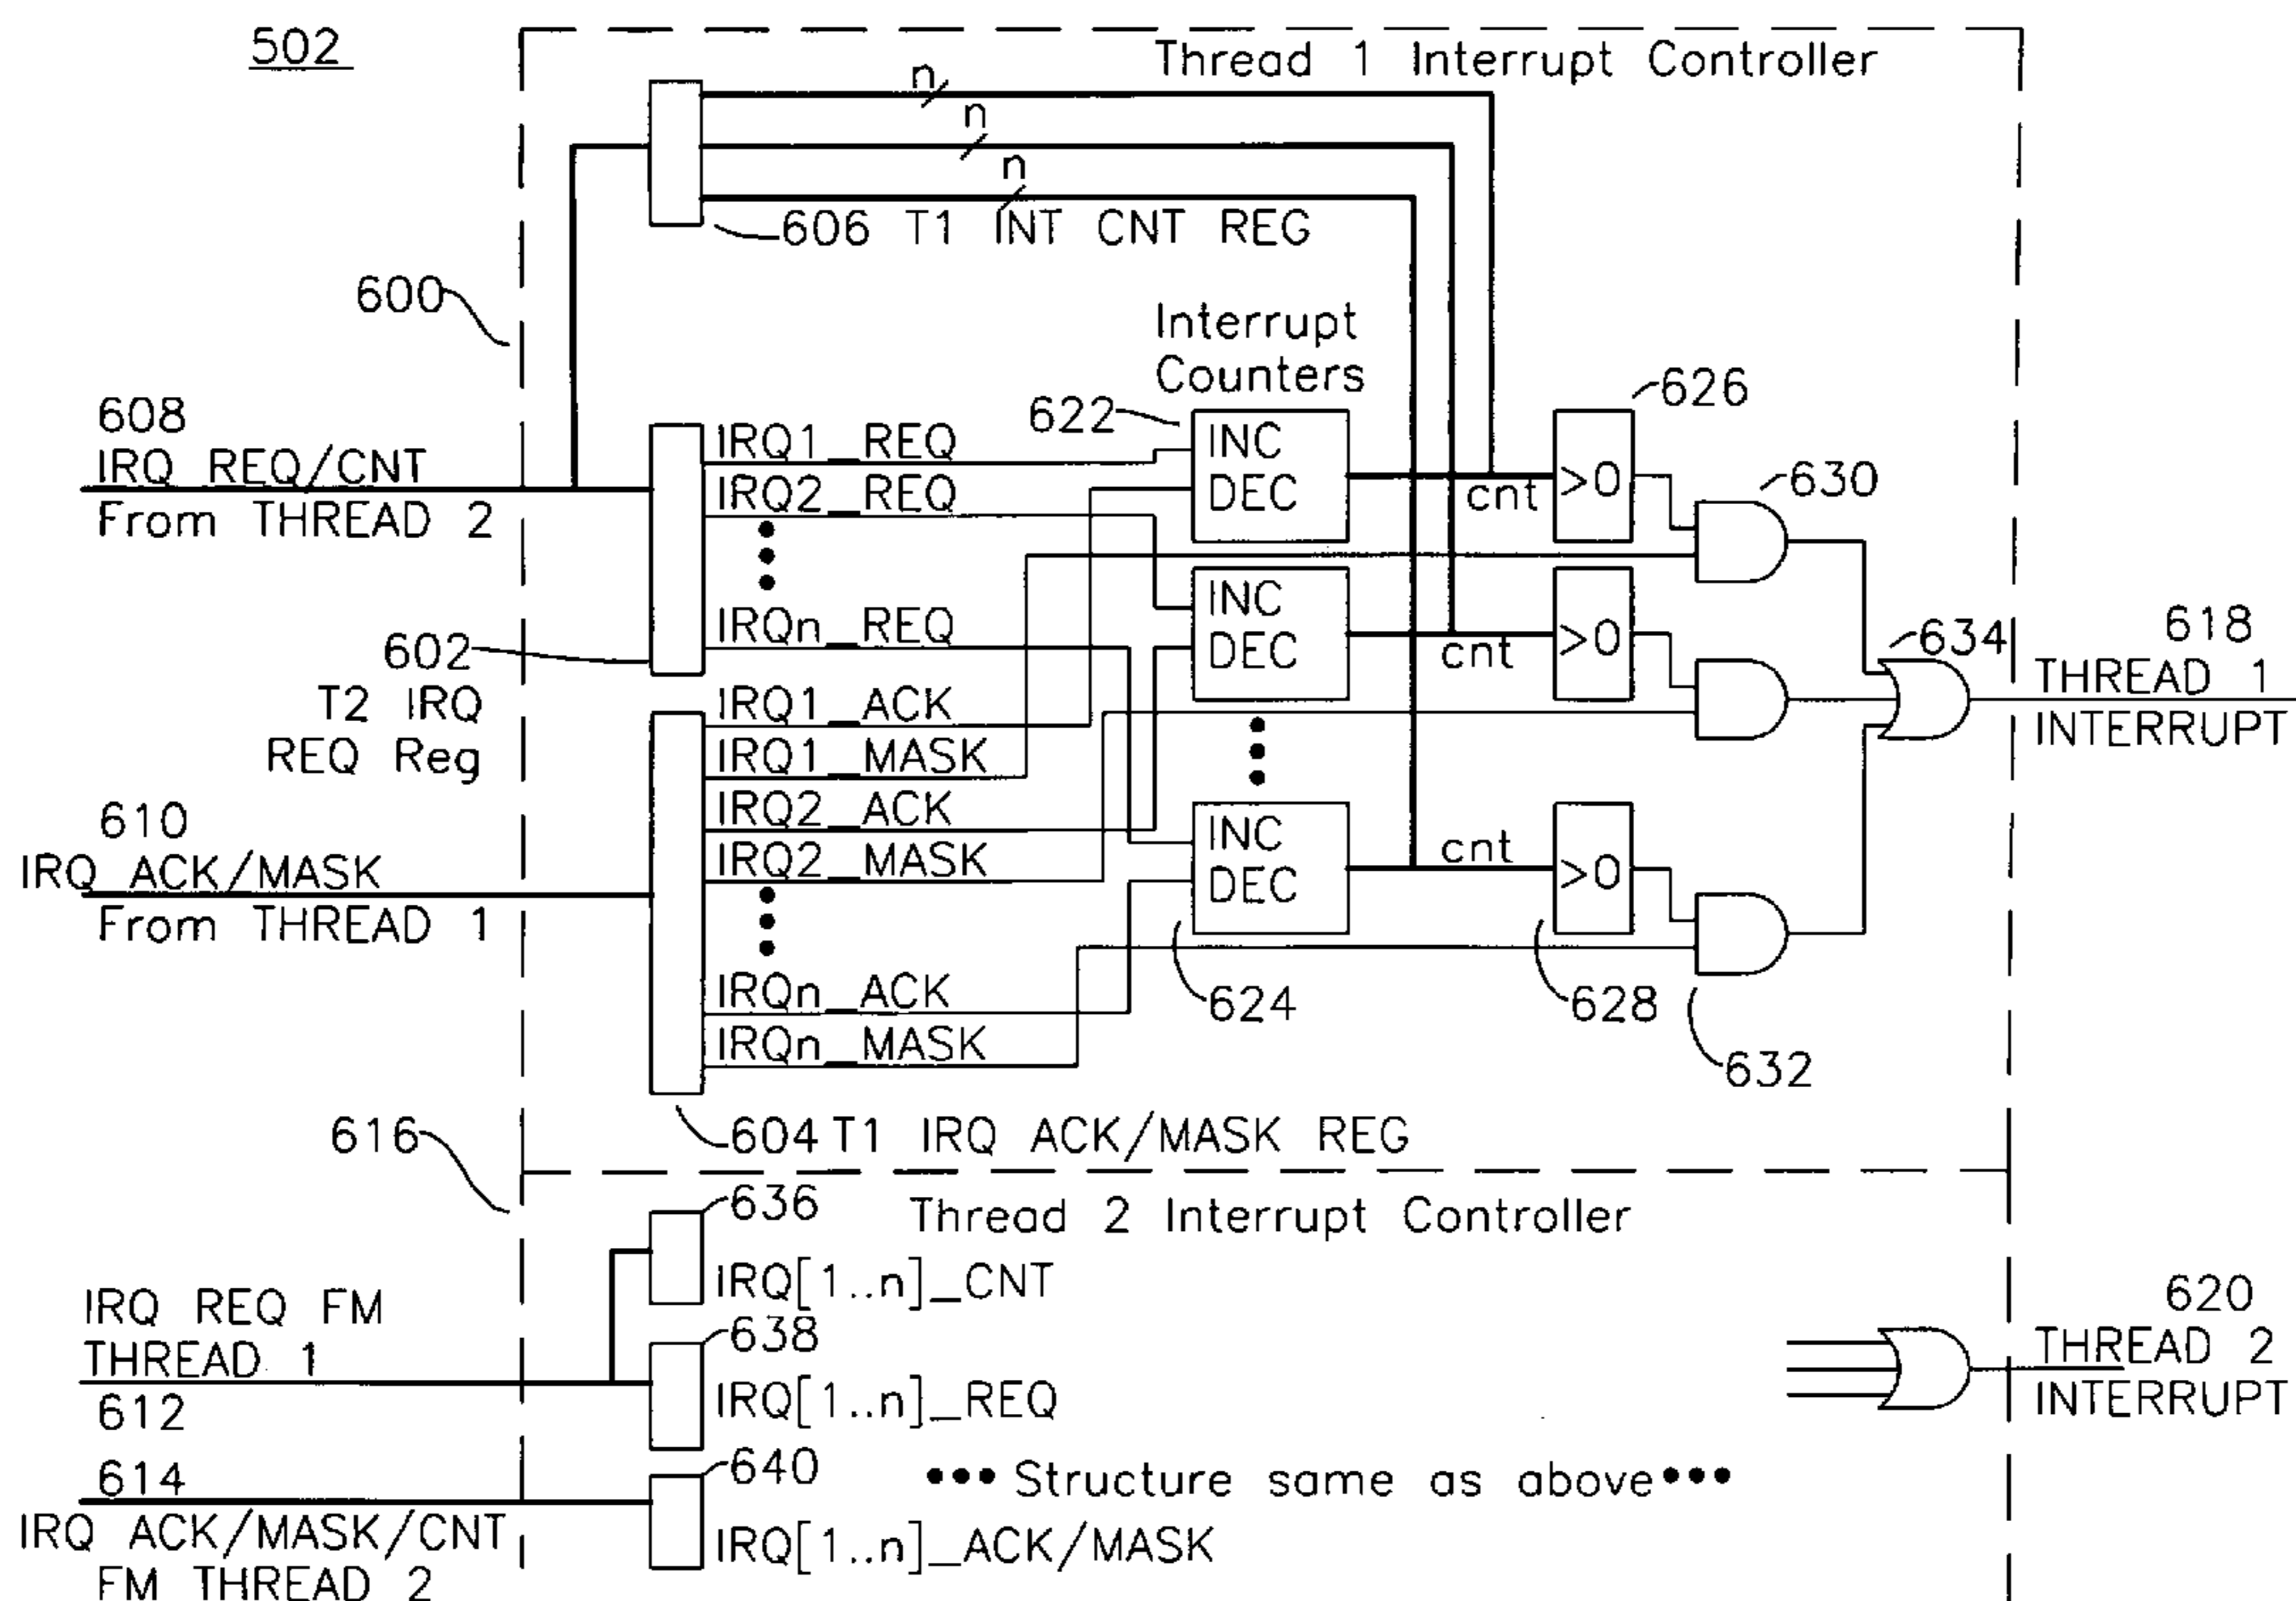 502
Thread 1 Interrupt Controller
n
n
n
606 T1 INT CNT REG
600
Interrupt
Counters
608
IRQ REQ/CNT
From THREAD 2
IRQ1_REQ
IRQ2_REQ
IRQn_REQ
622
INC
DEC
cnt
>0
626
630
602
T2 IRQ
REQ Reg
INC
DEC
cnt
>0
634
618
THREAD 1
INTERRUPT
IRQ1_ACK
IRQ1_MASK
IRQ2_ACK
IRQ2_MASK
610
IRQ ACK/MASK
From THREAD 1
INC
DEC
cnt
>0
IRQn_ACK
IRQn_MASK
624
628
632
604 T1 IRQ ACK/MASK REG
616
636
Thread 2 Interrupt Controller
IRQ[1..n]_CNT
IRQ REQ FM
THREAD 1
612
638
IRQ[1..n]_REQ
620
THREAD 2
INTERRUPT
614
IRQ ACK/MASK/CNT
FM THREAD 2
640
•••Structure same as above•••
IRQ[1..n]_ACK/MASK